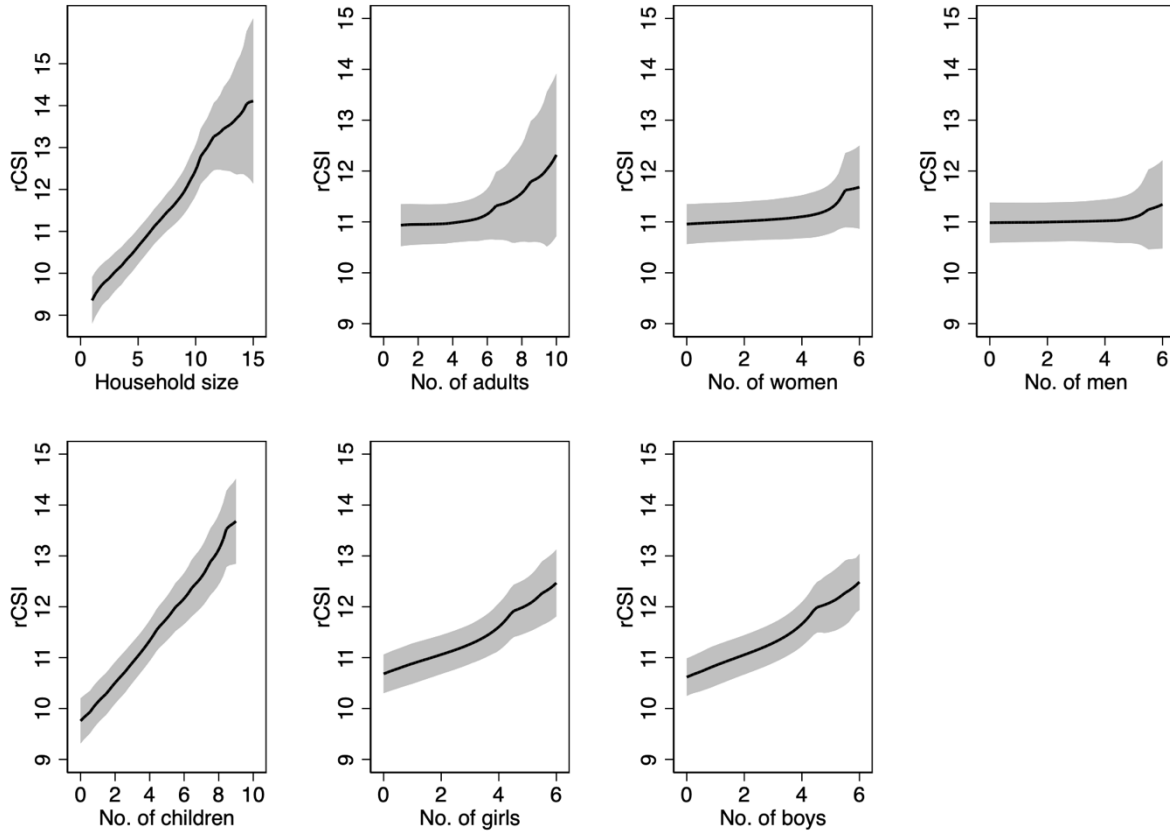 rCSI
9 10 11 12 13 14 15
0 5 10 15
Household size
rCSI
9 10 11 12 13 14 15
0 2 4 6 8 10
No. of adults
rCSI
9 10 11 12 13 14 15
0 2 4 6
No. of women
rCSI
9 10 11 12 13 14 15
0 2 4 6
No. of men
rCSI
9 10 11 12 13 14 15
0 2 4 6 8 10
No. of children
rCSI
9 10 11 12 13 14 15
0 2 4 6
No. of girls
rCSI
9 10 11 12 13 14 15
0 2 4 6
No. of boys